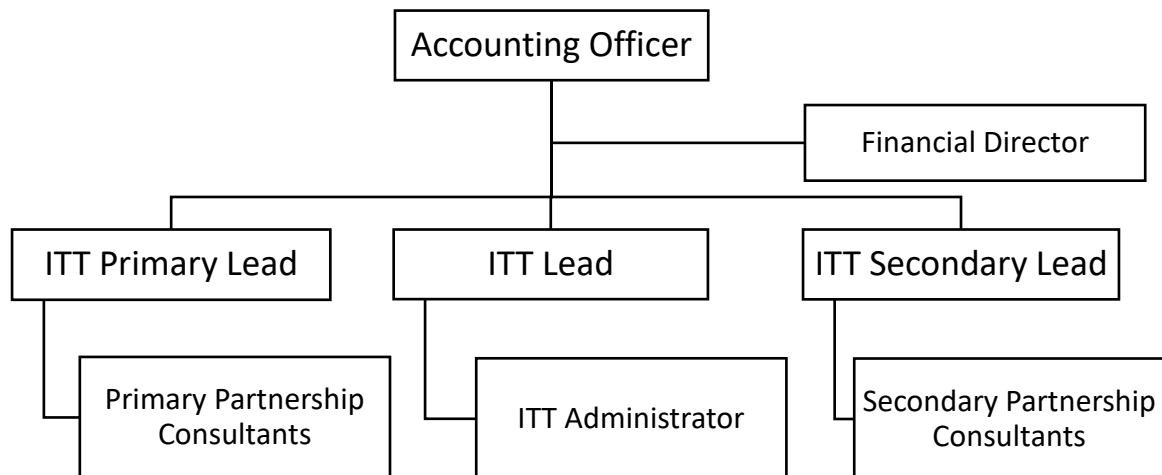 Accounting Officer
Financial Director
ITT Primary Lead
ITT Lead
ITT Secondary Lead
Primary Partnership
Consultants
ITT Administrator
Secondary Partnership
Consultants